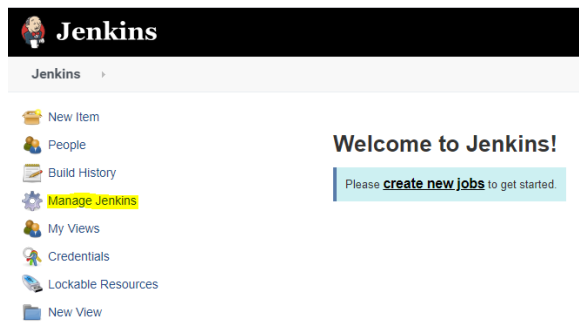 Jenkins
Jenkins
New Item
People
Build History
Manage Jenkins
My Views
Credentials
Lockable Resources
New View
Welcome to Jenkins!
Please create new jobs to get started.